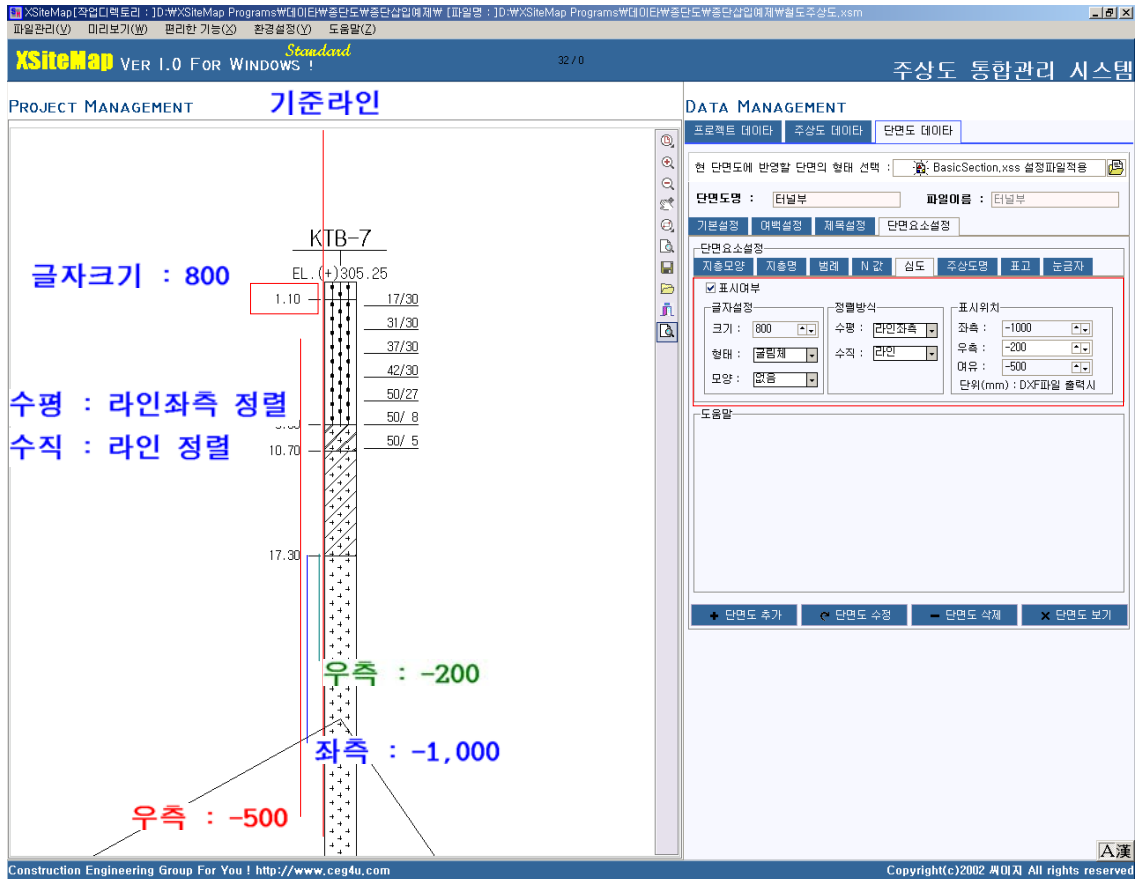 XSiteMap[작업디렉토리 : ]D:₩XSiteMap Programs₩데이타₩종단도₩종단삽입예제₩ [파일명 : ]D:₩XSiteMap Programs₩데이타₩종단도₩종단삽입예제₩철도주상도.xsm
파일관리(V) 미리보기(W) 편리한 기능(X) 환경설정(Y) 도움말(Z)
XSiteMap VER 1.0 FOR WINDOWS ! Standard
32 / 0
주상도 통합관리 시스템
PROJECT MANAGEMENT
기준라인
KTB-7
글자크기 : 800
EL.(+)305.25
1.10
17/30
31/30
37/30
42/30
50/27
50/ 8
50/ 5
수평 : 라인좌측 정렬
수직 : 라인 정렬
10.70
17.30
우측 : -200
좌측 : -1,000
우측 : -500
DATA MANAGEMENT
프로젝트 데이타 주상도 데이타 단면도 데이타
현 단면도에 반영할 단면의 형태 선택 : BasicSection.xss 설정파일적용
단면도명 : 터널부 파일이름 : 터널부
기본설정 여백설정 제목설정 단면요소설정
단면요소설정
지층모양 지층명 범례 N 값 심도 주상도명 표고 눈금자
표시여부
글자설정 정렬방식 표시위치
크기 : 800 수평 : 라인좌측 좌측 : -1000
형태 : 굴림체 수직 : 라인 우측 : -200
모양 : 없음 여유 : -500
단위(mm) : DXF파일 출력시
도움말
단면도 추가 단면도 수정 단면도 삭제 단면도 보기
A漢
Construction Engineering Group For You ! http://www.ceg4u.com
Copyright(c)2002 씨이지 All rights reserved